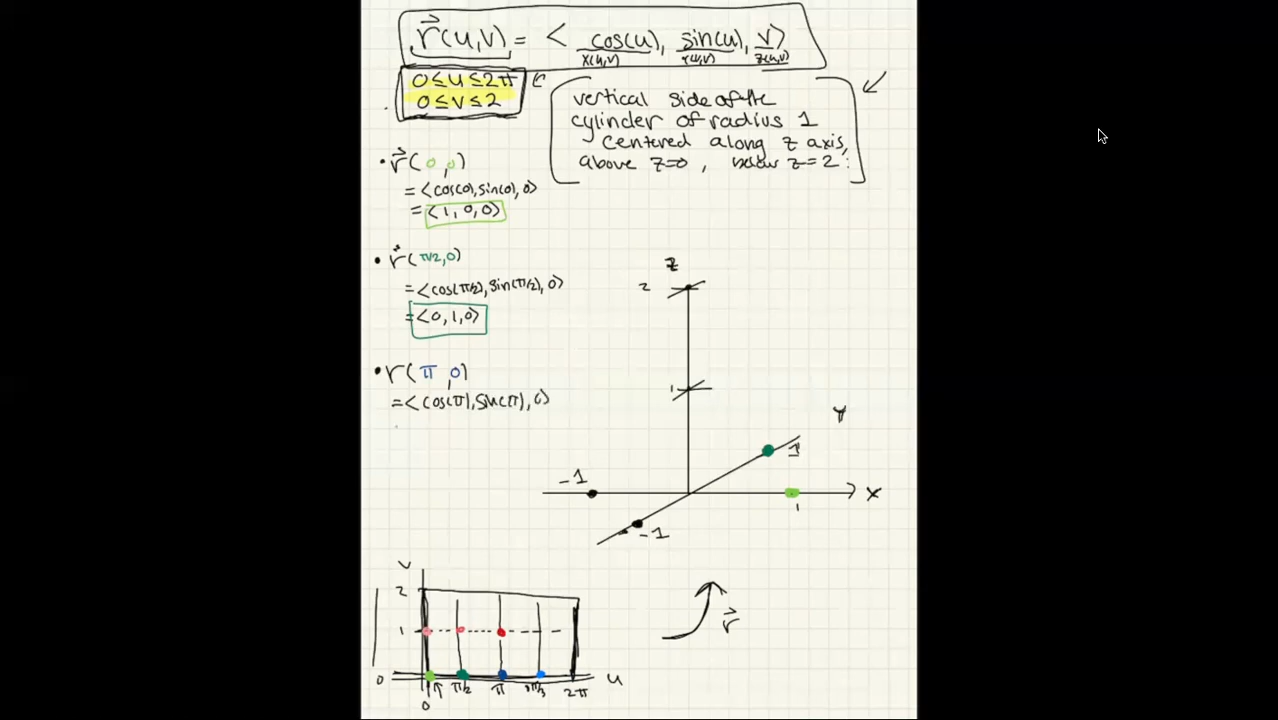 r⃗(u,v) = < cos(u), sin(u), v>
x(u,v) y(u,v) z(u,v)
0≤u≤2π
0≤v≤2
vertical side of the
cylinder of radius 1
centered along z axis,
above z=0, below z=2.
• r⃗(0,0)
= <cos(0), sin(0), 0>
= <1, 0, 0>
• r⃗(π/2,0)
= <cos(π/2), sin(π/2), 0>
= <0, 1, 0>
• r(π,0)
= <cos(π), sin(π), 0>
z
2
1
y
1
-1
x
1
-1
r⃗
v
2
1
0
π/2 π 2π u
0